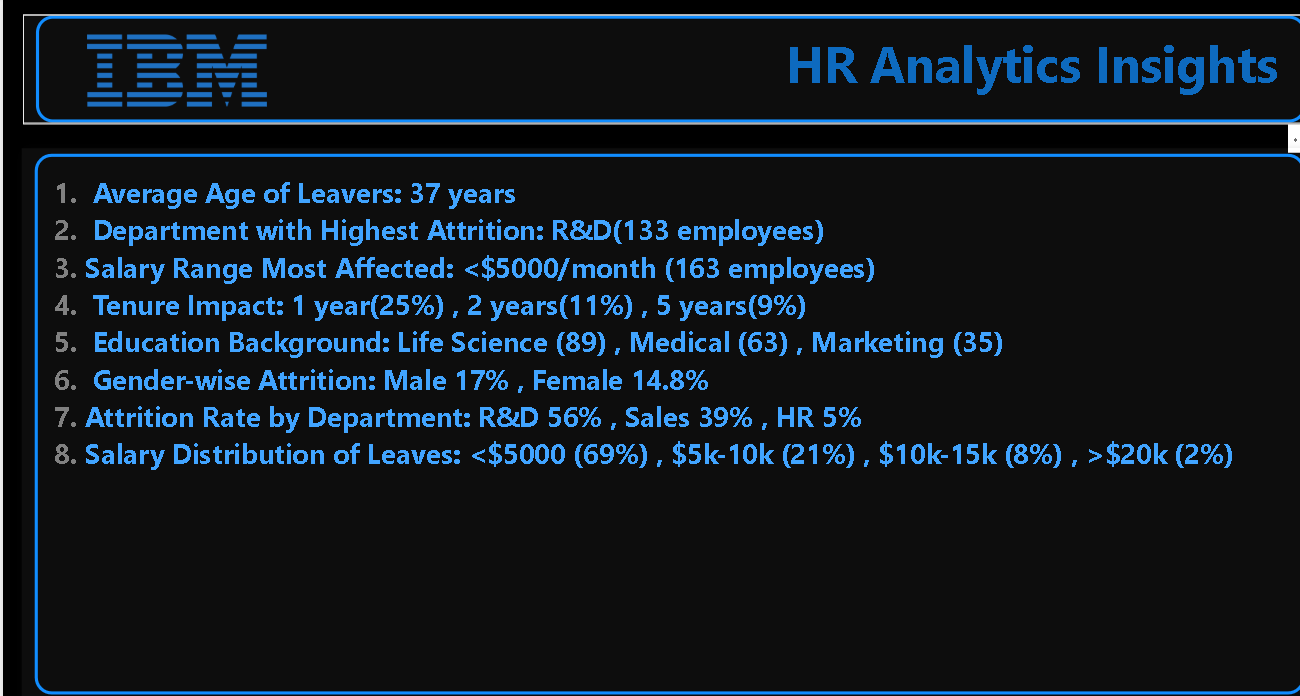 IBM
HR Analytics Insights
1. Average Age of Leavers: 37 years
2. Department with Highest Attrition: R&D(133 employees)
3. Salary Range Most Affected: <$5000/month (163 employees)
4. Tenure Impact: 1 year(25%) , 2 years(11%) , 5 years(9%)
5. Education Background: Life Science (89) , Medical (63) , Marketing (35)
6. Gender-wise Attrition: Male 17% , Female 14.8%
7. Attrition Rate by Department: R&D 56% , Sales 39% , HR 5%
8. Salary Distribution of Leaves: <$5000 (69%) , $5k-10k (21%) , $10k-15k (8%) , >$20k (2%)